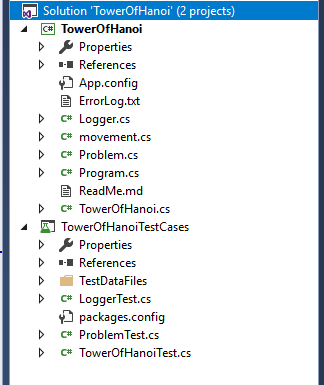 Solution 'TowerOfHanoi' (2 projects)
C# TowerOfHanoi
Properties
References
App.config
ErrorLog.txt
C# Logger.cs
C# movement.cs
C# Problem.cs
C# Program.cs
ReadMe.md
C# TowerOfHanoi.cs
TowerOfHanoiTestCases
Properties
References
TestDataFiles
C# LoggerTest.cs
packages.config
C# ProblemTest.cs
C# TowerOfHanoiTest.cs